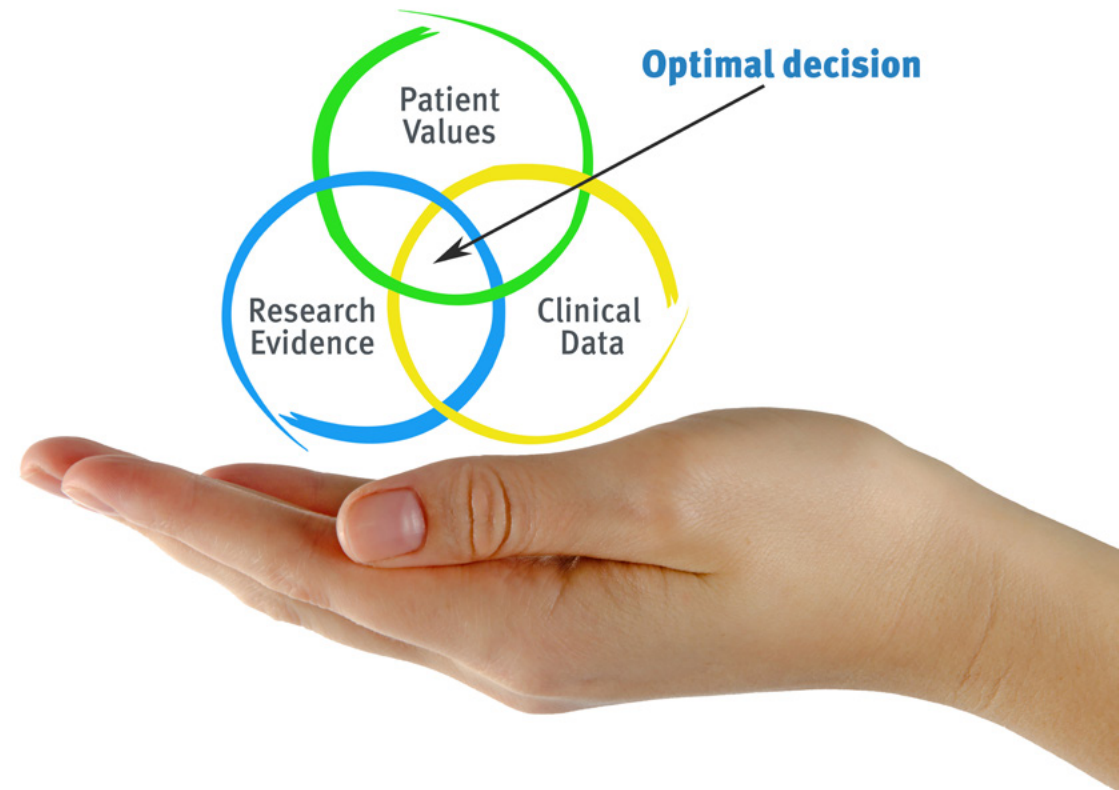 Optimal decision
Patient
Values
Research
Evidence
Clinical
Data